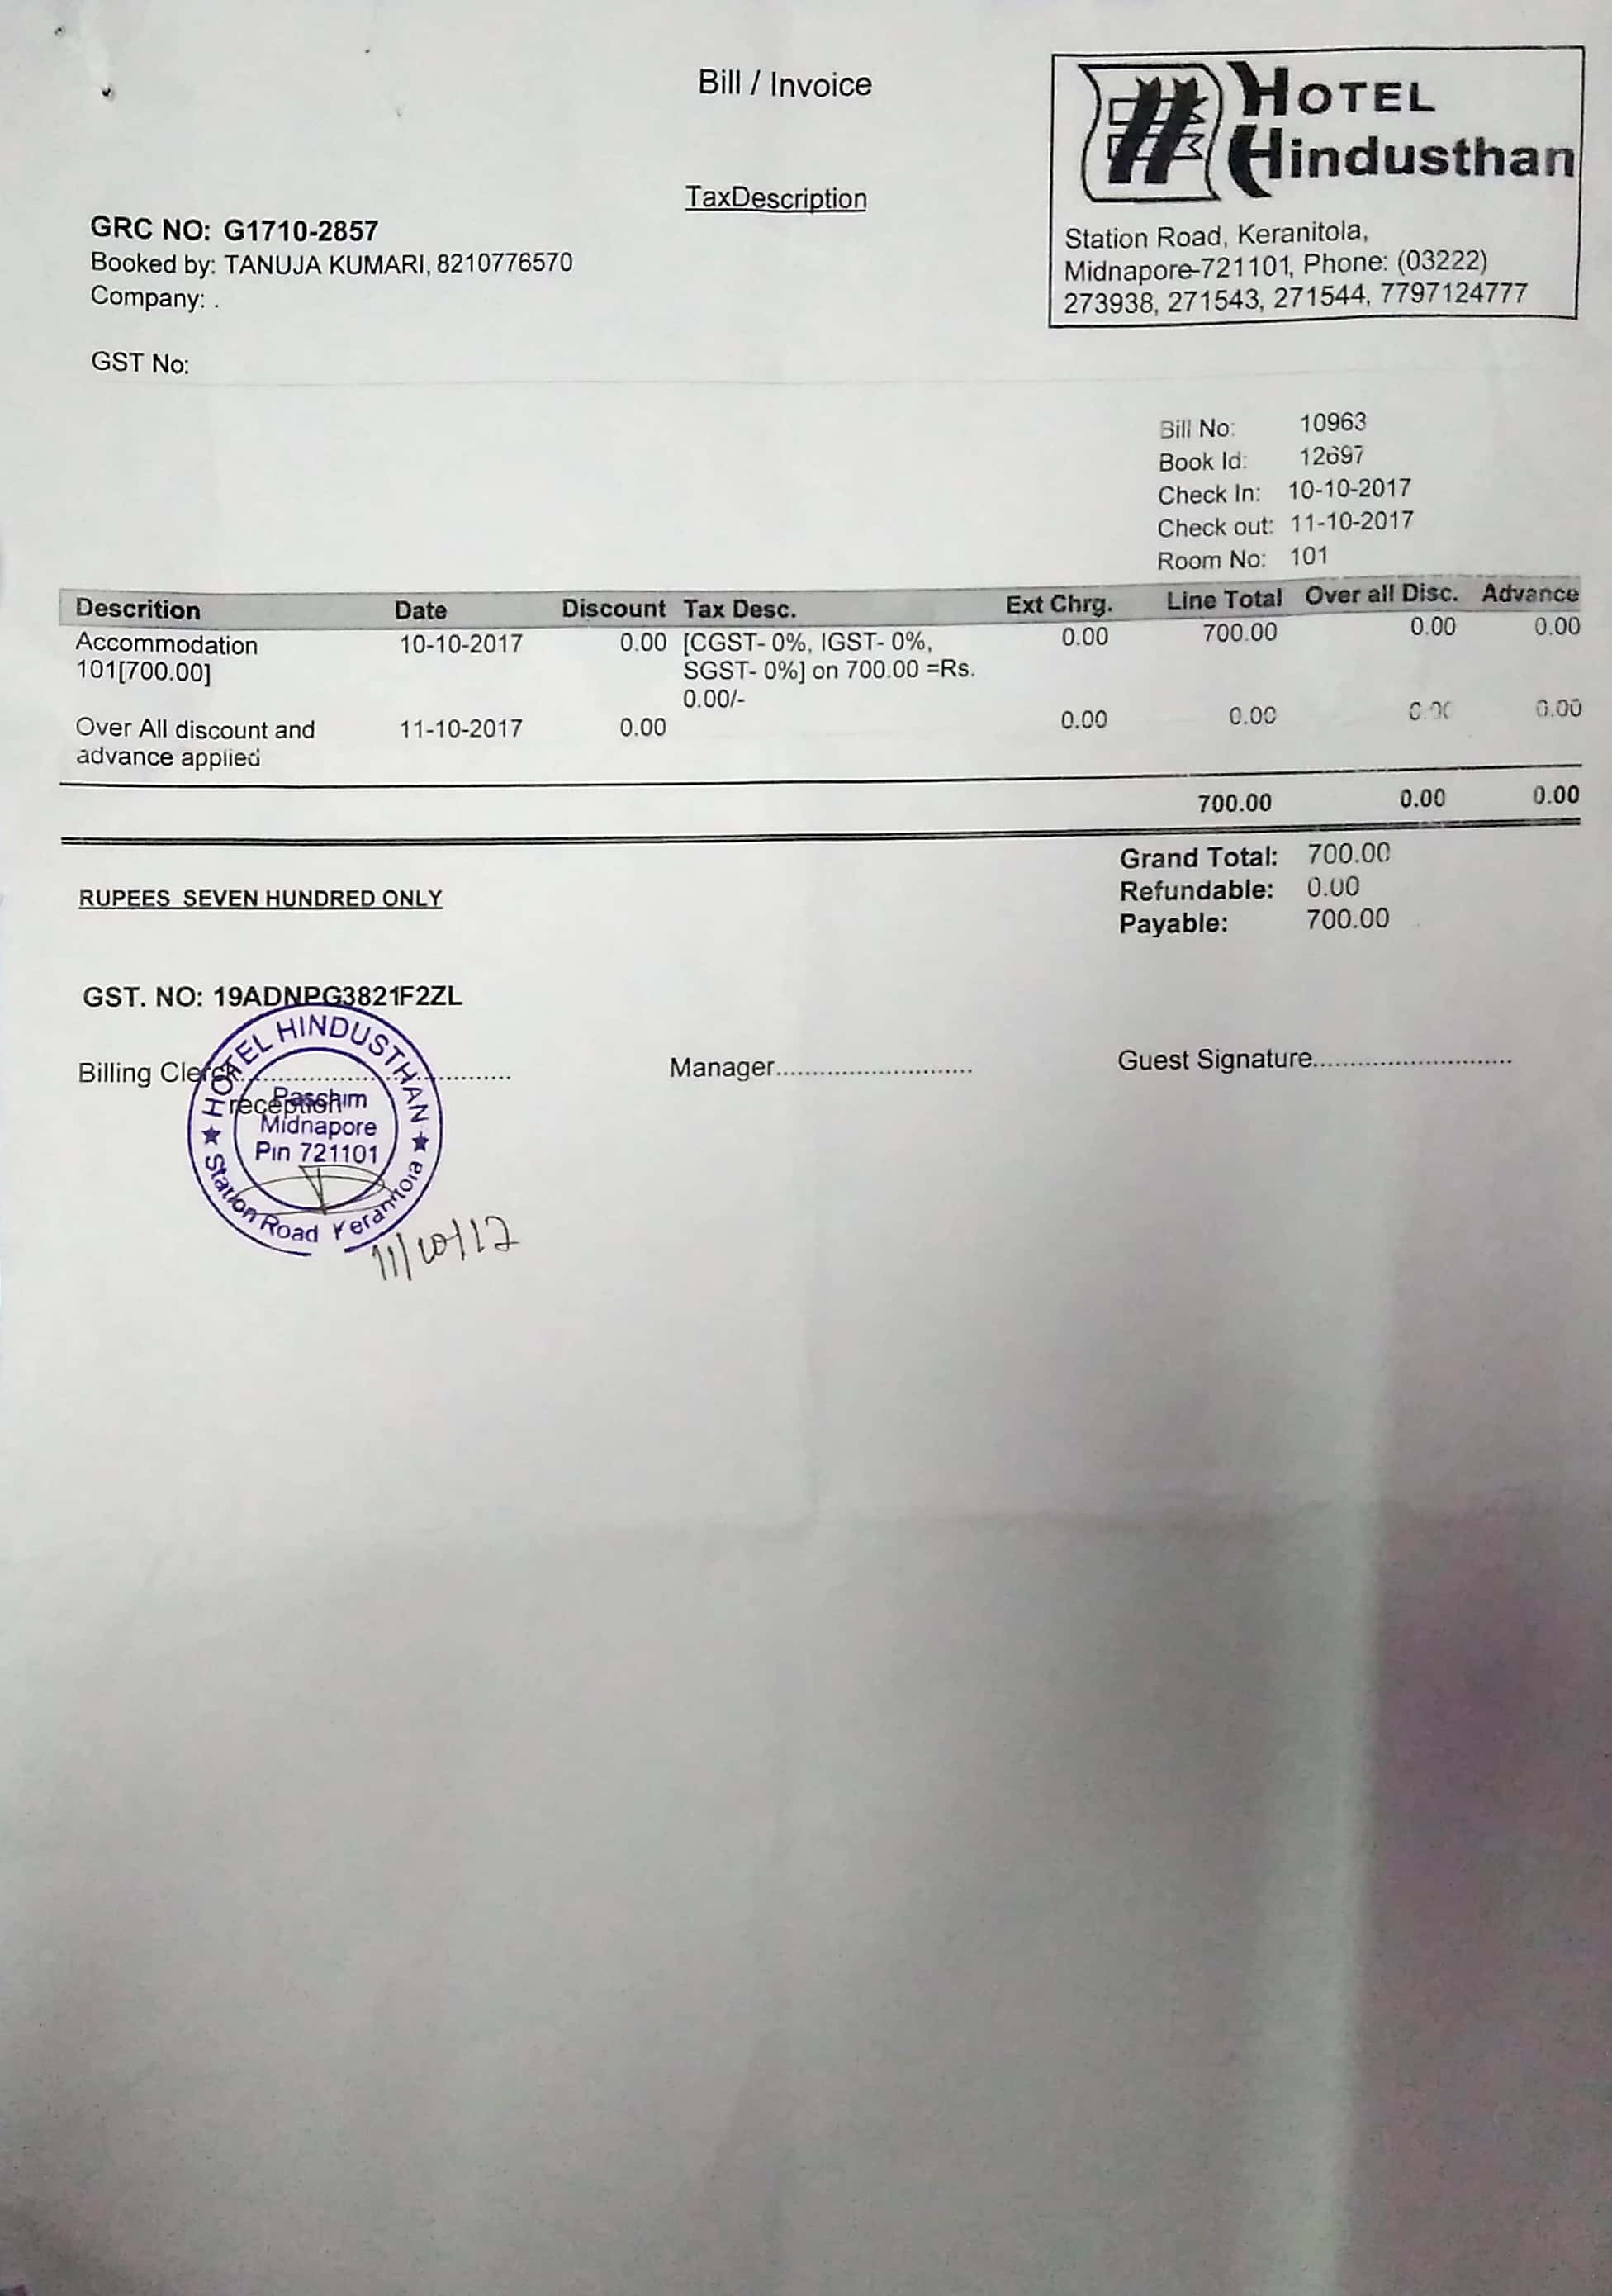 Bill / Invoice
HOTEL
Hindusthan
TaxDescription
Station Road, Keranitola,
Midnapore-721101, Phone: (03222)
273938, 271543, 271544, 7797124777
GRC NO: G1710-2857
Booked by: TANUJA KUMARI, 8210776570
Company: .
GST No:
Bill No: 10963
Book Id: 12697
Check In: 10-10-2017
Check out: 11-10-2017
Room No: 101
Descrition Date Discount Tax Desc. Ext Chrg. Line Total Over all Disc. Advance
Accommodation 10-10-2017 0.00 [CGST- 0%, IGST- 0%, 0.00 700.00 0.00 0.00
101[700.00] SGST- 0%] on 700.00 =Rs.
0.00/-
Over All discount and 11-10-2017 0.00 0.00 0.00 0.00 0.00
advance applied
700.00 0.00 0.00
Grand Total: 700.00
Refundable: 0.00
Payable: 700.00
RUPEES SEVEN HUNDRED ONLY
GST. NO: 19ADNPG3821F2ZL
Billing Clerck.................................... Manager........................... Guest Signature...........................
reception
HOTEL HINDUSTHAN
Paschim
Midnapore
Pin 721101
Station Road Keranitola
11/10/17